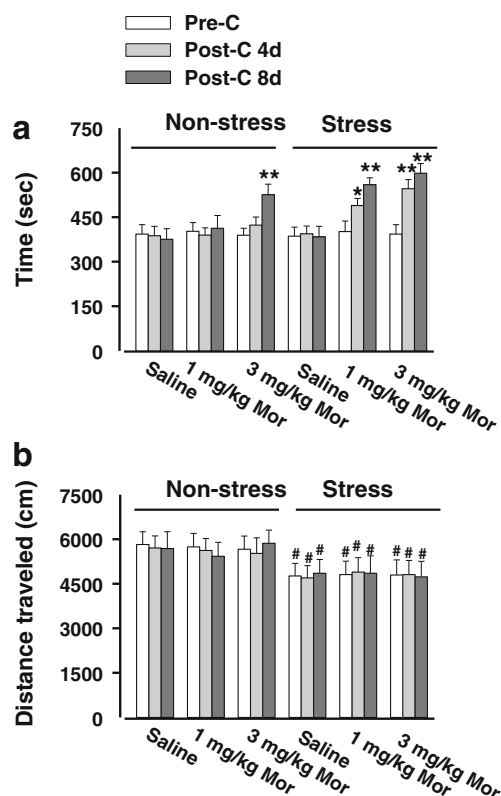 Pre-C
Post-C 4d
Post-C 8d
a
Non-stress Stress
Time (sec)
750
600
450
300
150
0
** * ** ** **
Saline 1 mg/kg Mor 3 mg/kg Mor Saline 1 mg/kg Mor 3 mg/kg Mor
b
Non-stress Stress
Distance traveled (cm)
7500
6000
4500
3000
1500
0
# # # # # # # # #
Saline 1 mg/kg Mor 3 mg/kg Mor Saline 1 mg/kg Mor 3 mg/kg Mor